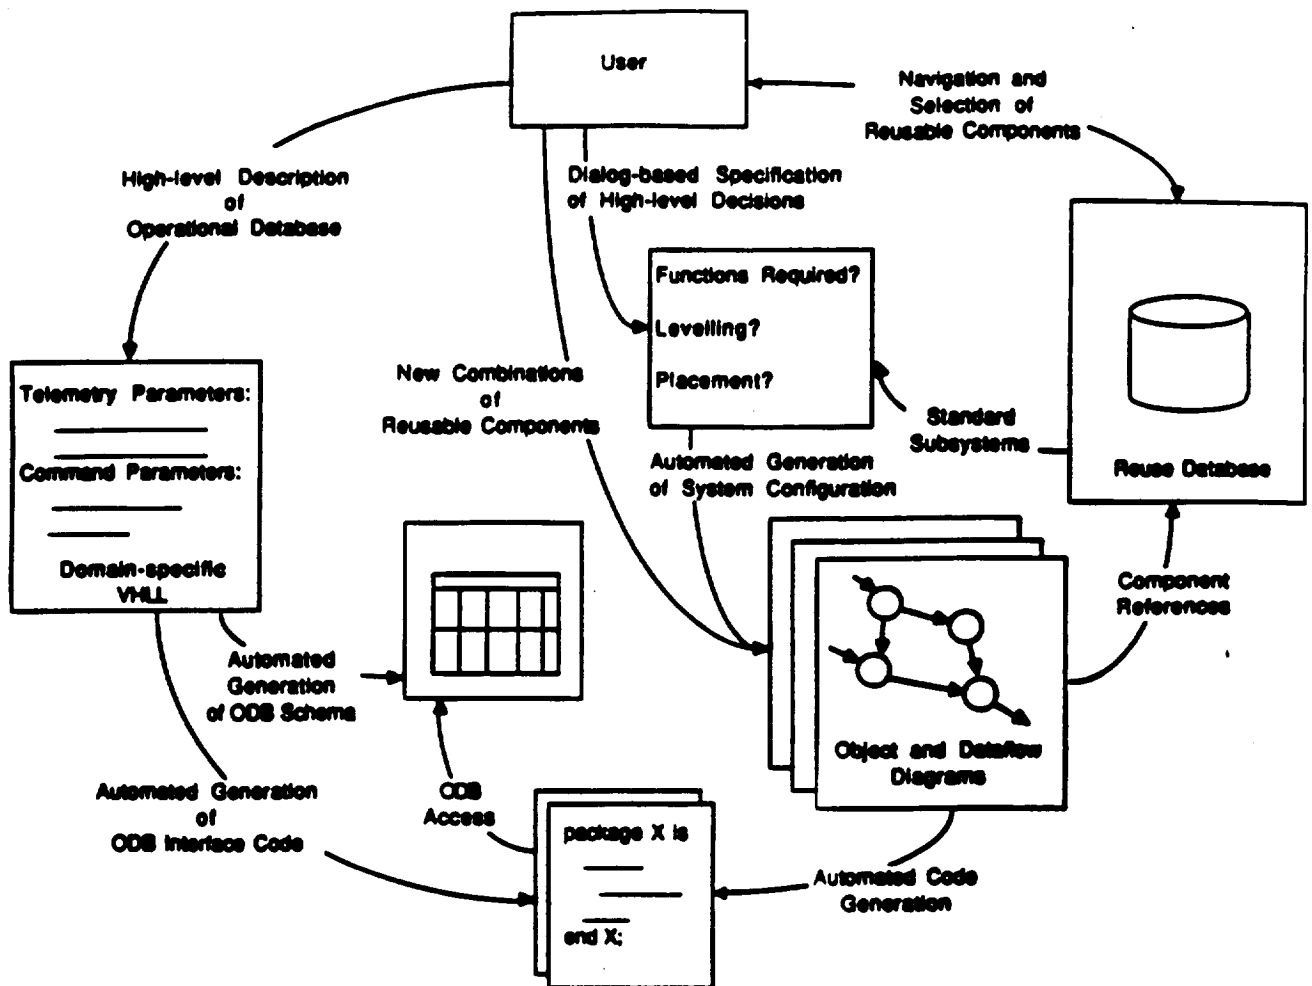 User
Navigation and
Selection of
Reusable Components
High-level Description
of
Operational Database
Dialog-based Specification
of High-level Decisions
Functions Required?
Levelling?
Placement?
New Combinations
of
Reusable Components
Standard
Subsystems
Reuse Database
Telemetry Parameters:
Command Parameters:
Domain-specific
VHLL
Automated Generation
of System Configuration
Component
References
Automated
Generation
of ODB Schema
Object and Dataflow
Diagrams
Automated Generation
of
ODB Interface Code
ODB
Access
package X is
end X;
Automated Code
Generation